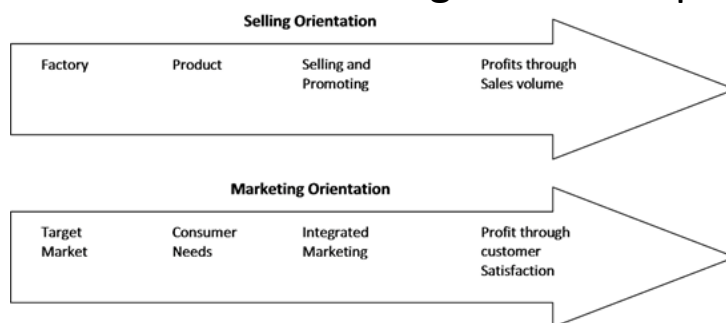 Selling Orientation
Factory Product Selling and Profits through
Promoting Sales volume
Marketing Orientation
Target Consumer Integrated Profit through
Market Needs Marketing customer
Satisfaction